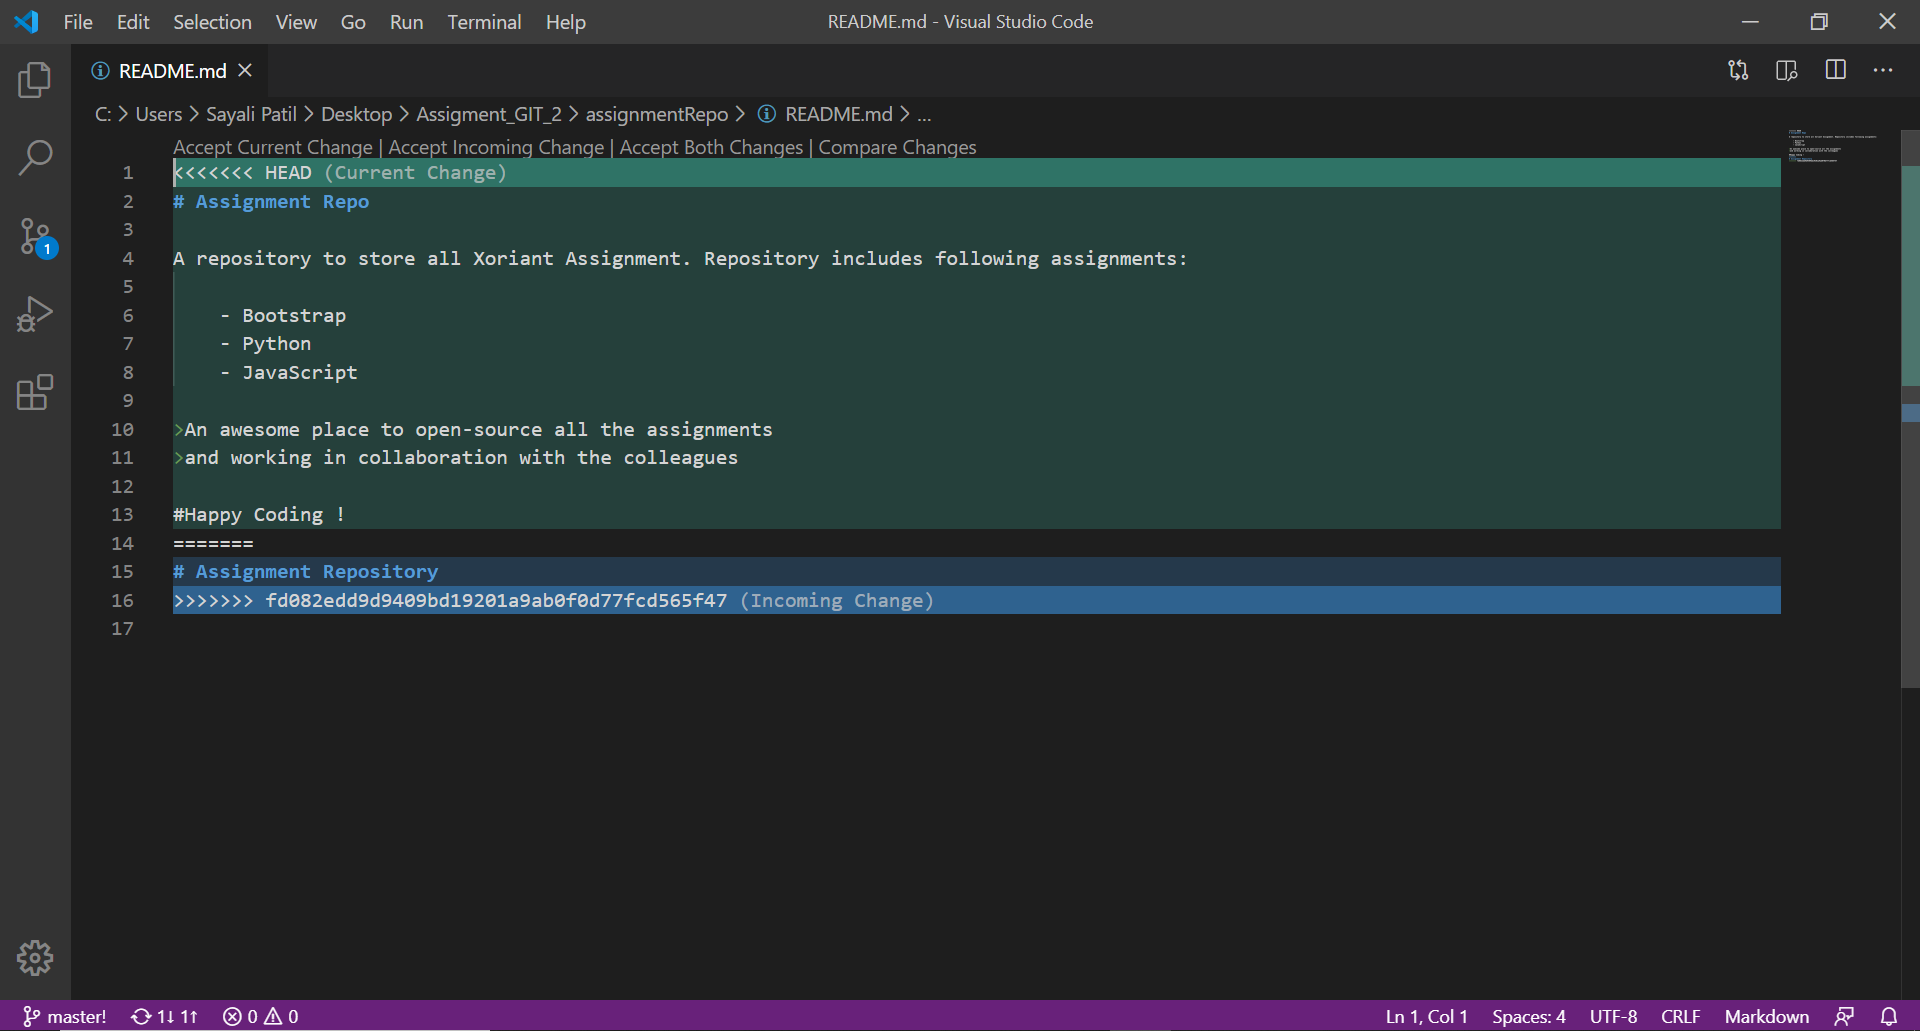 File Edit Selection View Go Run Terminal Help README.md - Visual Studio Code
README.md
C: > Users > Sayali Patil > Desktop > Assigment_GIT_2 > assignmentRepo > README.md > ...
Accept Current Change | Accept Incoming Change | Accept Both Changes | Compare Changes
1 <<<<<<< HEAD (Current Change)
2 # Assignment Repo
3
4 A repository to store all Xoriant Assignment. Repository includes following assignments:
5
6 - Bootstrap
7 - Python
8 - JavaScript
9
10 >An awesome place to open-source all the assignments
11 >and working in collaboration with the colleagues
12
13 #Happy Coding !
14 =======
15 # Assignment Repository
16 >>>>>>> fd082edd9d9409bd19201a9ab0f0d77fcd565f47 (Incoming Change)
17
1
master! 1↓ 1↑ 0 0 Ln 1, Col 1 Spaces: 4 UTF-8 CRLF Markdown